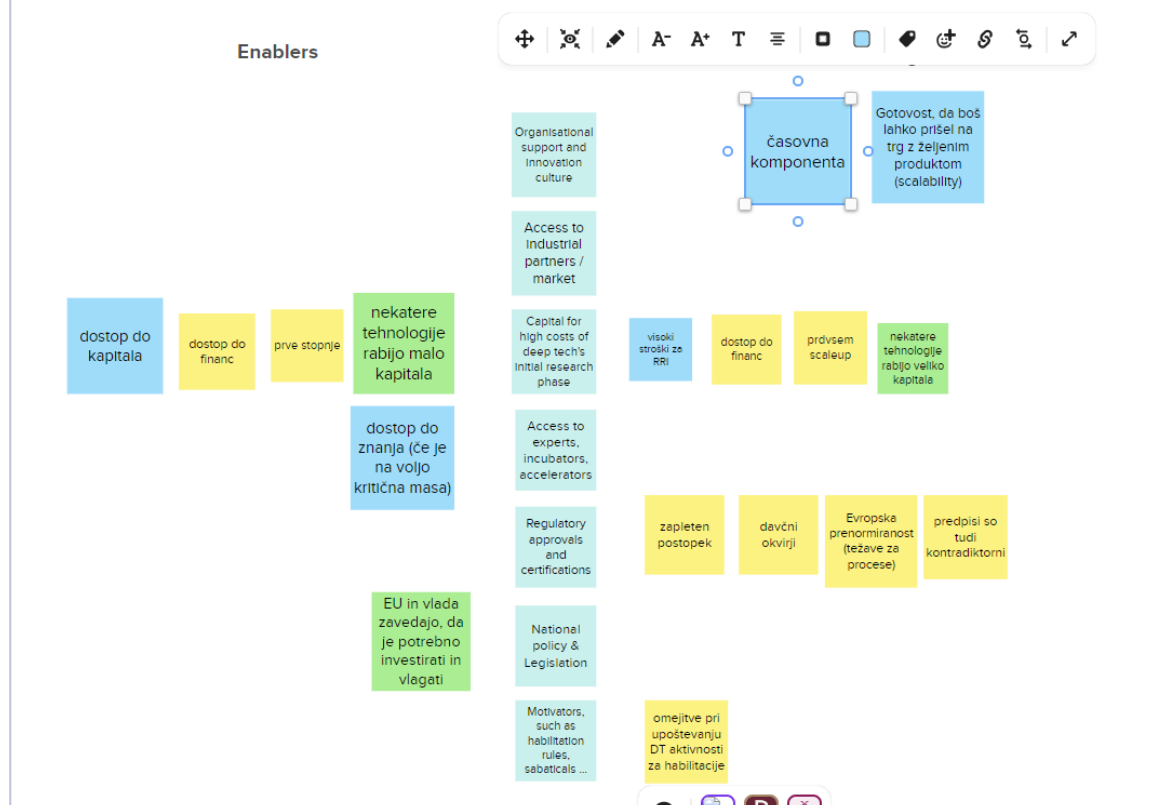 Enablers
A-
A+
T
Organisational
support and
innovation
culture
časovna
komponenta
Gotovost, da boš
lahko prišel na
trg z željenim
produktom
(scalability)
Access to
industrial
partners /
market
dostop do
kapitala
dostop do
financ
prve stopnje
nekatere
tehnologije
rabijo malo
kapitala
Capital for
high costs of
deep tech's
initial research
phase
visoki
stroški za
RRI
dostop do
financ
prdvsem
scaleup
nekatere
tehnologije
rabijo veliko
kapitala
dostop do
znanja (če je
na voljo
kritična masa)
Access to
experts,
incubators,
accelerators
Regulatory
approvals
and
certifications
zapleten
postopek
davčni
okvirji
Evropska
prenormiranost
(težave za
procese)
predpisi so
tudi
kontradiktorni
EU in vlada
zavedajo, da
je potrebno
investirati in
vlagati
National
policy &
Legislation
Motivators,
such as
habilitation
rules,
sabaticals ...
omejitve pri
upoštevanju
DT aktivnosti
za habilitacije